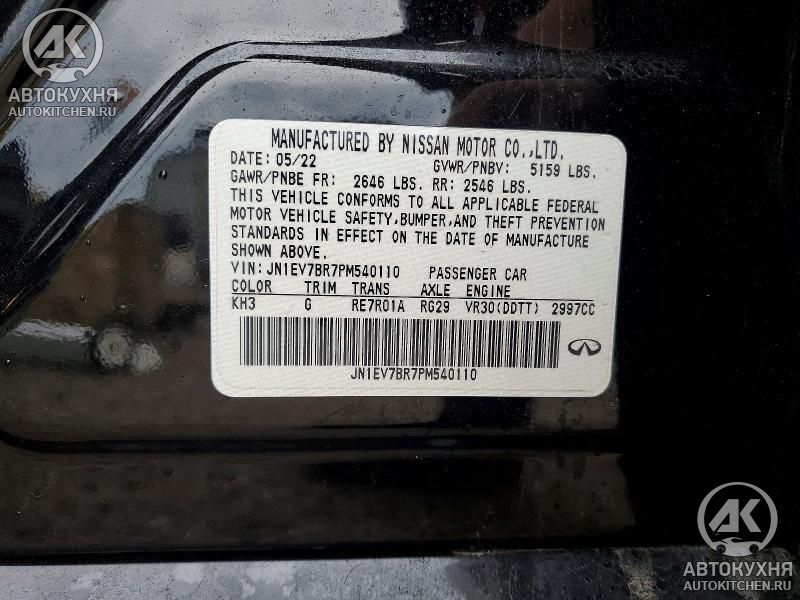 AK
АВТОКУХНЯ
AUTOKITCHEN.RU
MANUFACTURED BY NISSAN MOTOR CO.,LTD.
DATE: 05/22 GVWR/PNBV: 5159 LBS.
GAWR/PNBE FR: 2646 LBS. RR: 2546 LBS.
THIS VEHICLE CONFORMS TO ALL APPLICABLE FEDERAL
MOTOR VEHICLE SAFETY,BUMPER,AND THEFT PREVENTION
STANDARDS IN EFFECT ON THE DATE OF MANUFACTURE
SHOWN ABOVE.
VIN: JN1EV7BR7PM540110 PASSENGER CAR
COLOR TRIM TRANS AXLE ENGINE
KH3 G RE7R01A RG29 VR30(DDTT) 2997CC
JN1EV7BR7PM540110
AK
АВТОКУХНЯ
AUTOKITCHEN.RU